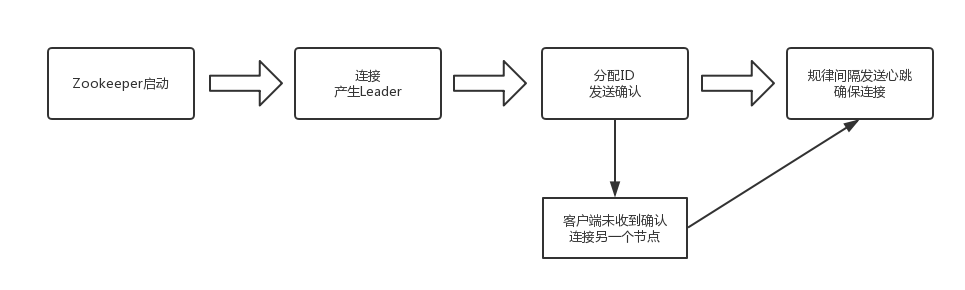 Zookeeper启动
连接
产生Leader
分配ID
发送确认
规律间隔发送心跳
确保连接
客户端未收到确认
连接另一个节点